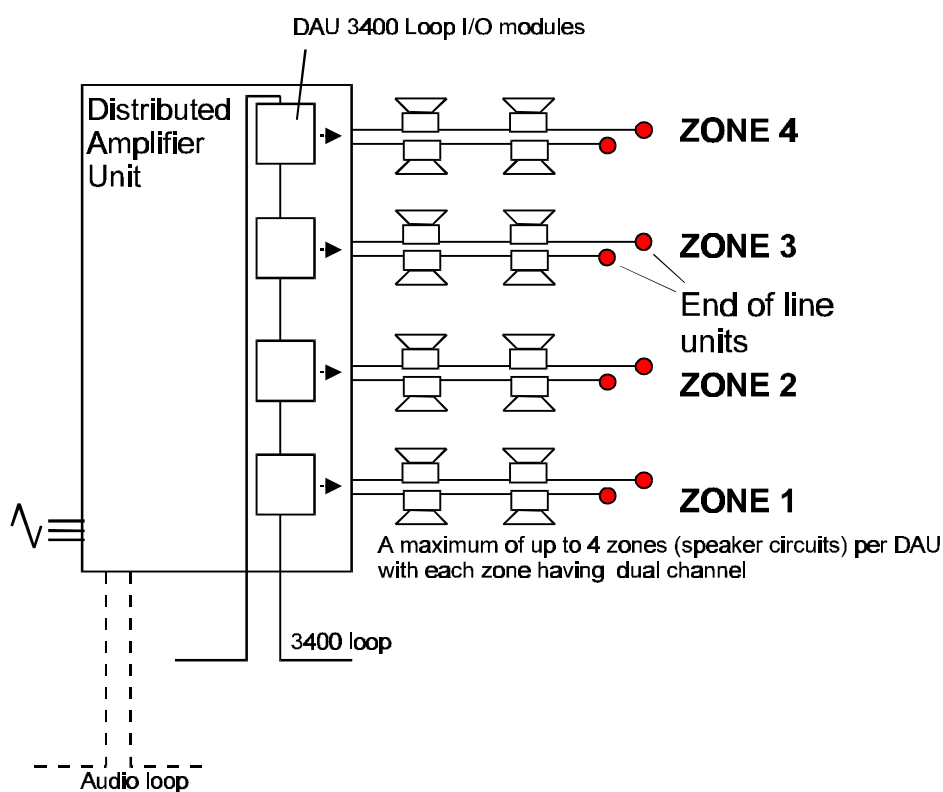 DAU 3400 Loop I/O modules
Distributed
Amplifier
Unit
ZONE 4
ZONE 3
End of line
units
ZONE 2
ZONE 1
A maximum of up to 4 zones (speaker circuits) per DAU
with each zone having dual channel
3400 loop
Audio loop